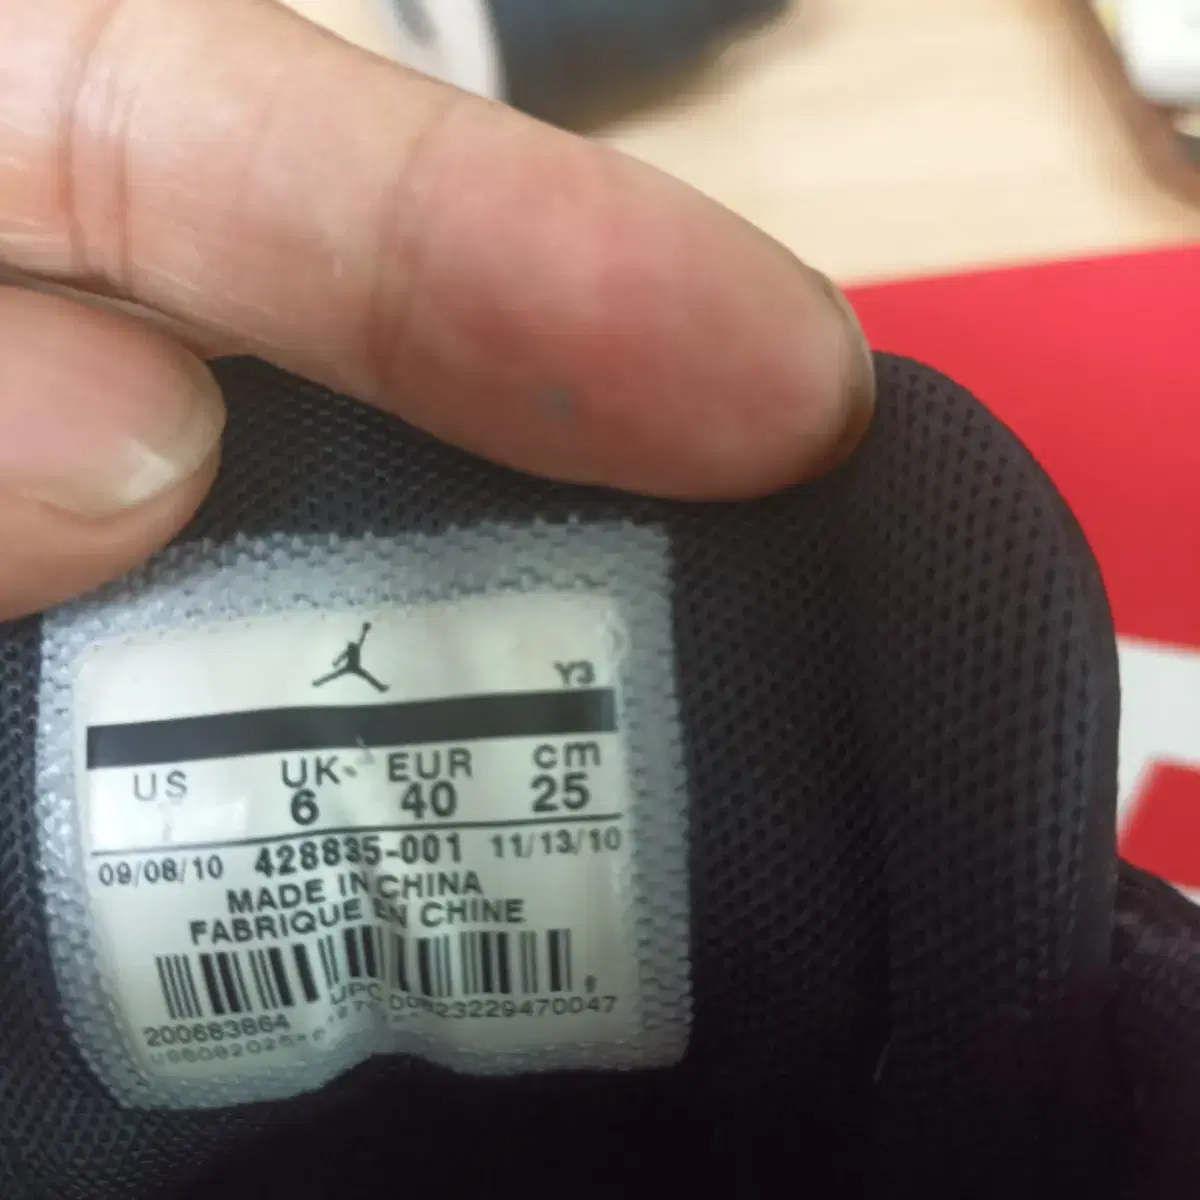 Y3
US UK EUR cm
6 40 25
09/08/10 428835-001 11/13/10
MADE IN CHINA
FABRIQUE EN CHINE
UPC
200683864